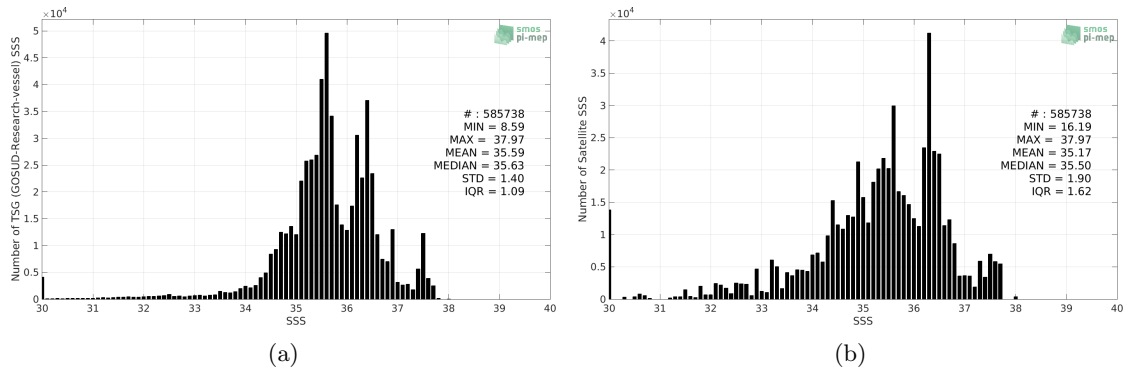 ×10⁴
5
4.5
4
3.5
3
2.5
2
1.5
1
0.5
0
Number of TSG (GOSUD-Research-vessel) SSS
30 31 32 33 34 35 36 37 38 39 40
SSS
smos
pi-mep
# : 585738
MIN = 8.59
MAX = 37.97
MEAN = 35.59
MEDIAN = 35.63
STD = 1.40
IQR = 1.09
(a)
×10⁴
4
3.5
3
2.5
2
1.5
1
0.5
0
Number of Satellite SSS
30 31 32 33 34 35 36 37 38 39 40
SSS
smos
pi-mep
# : 585738
MIN = 16.19
MAX = 37.97
MEAN = 35.17
MEDIAN = 35.50
STD = 1.90
IQR = 1.62
(b)